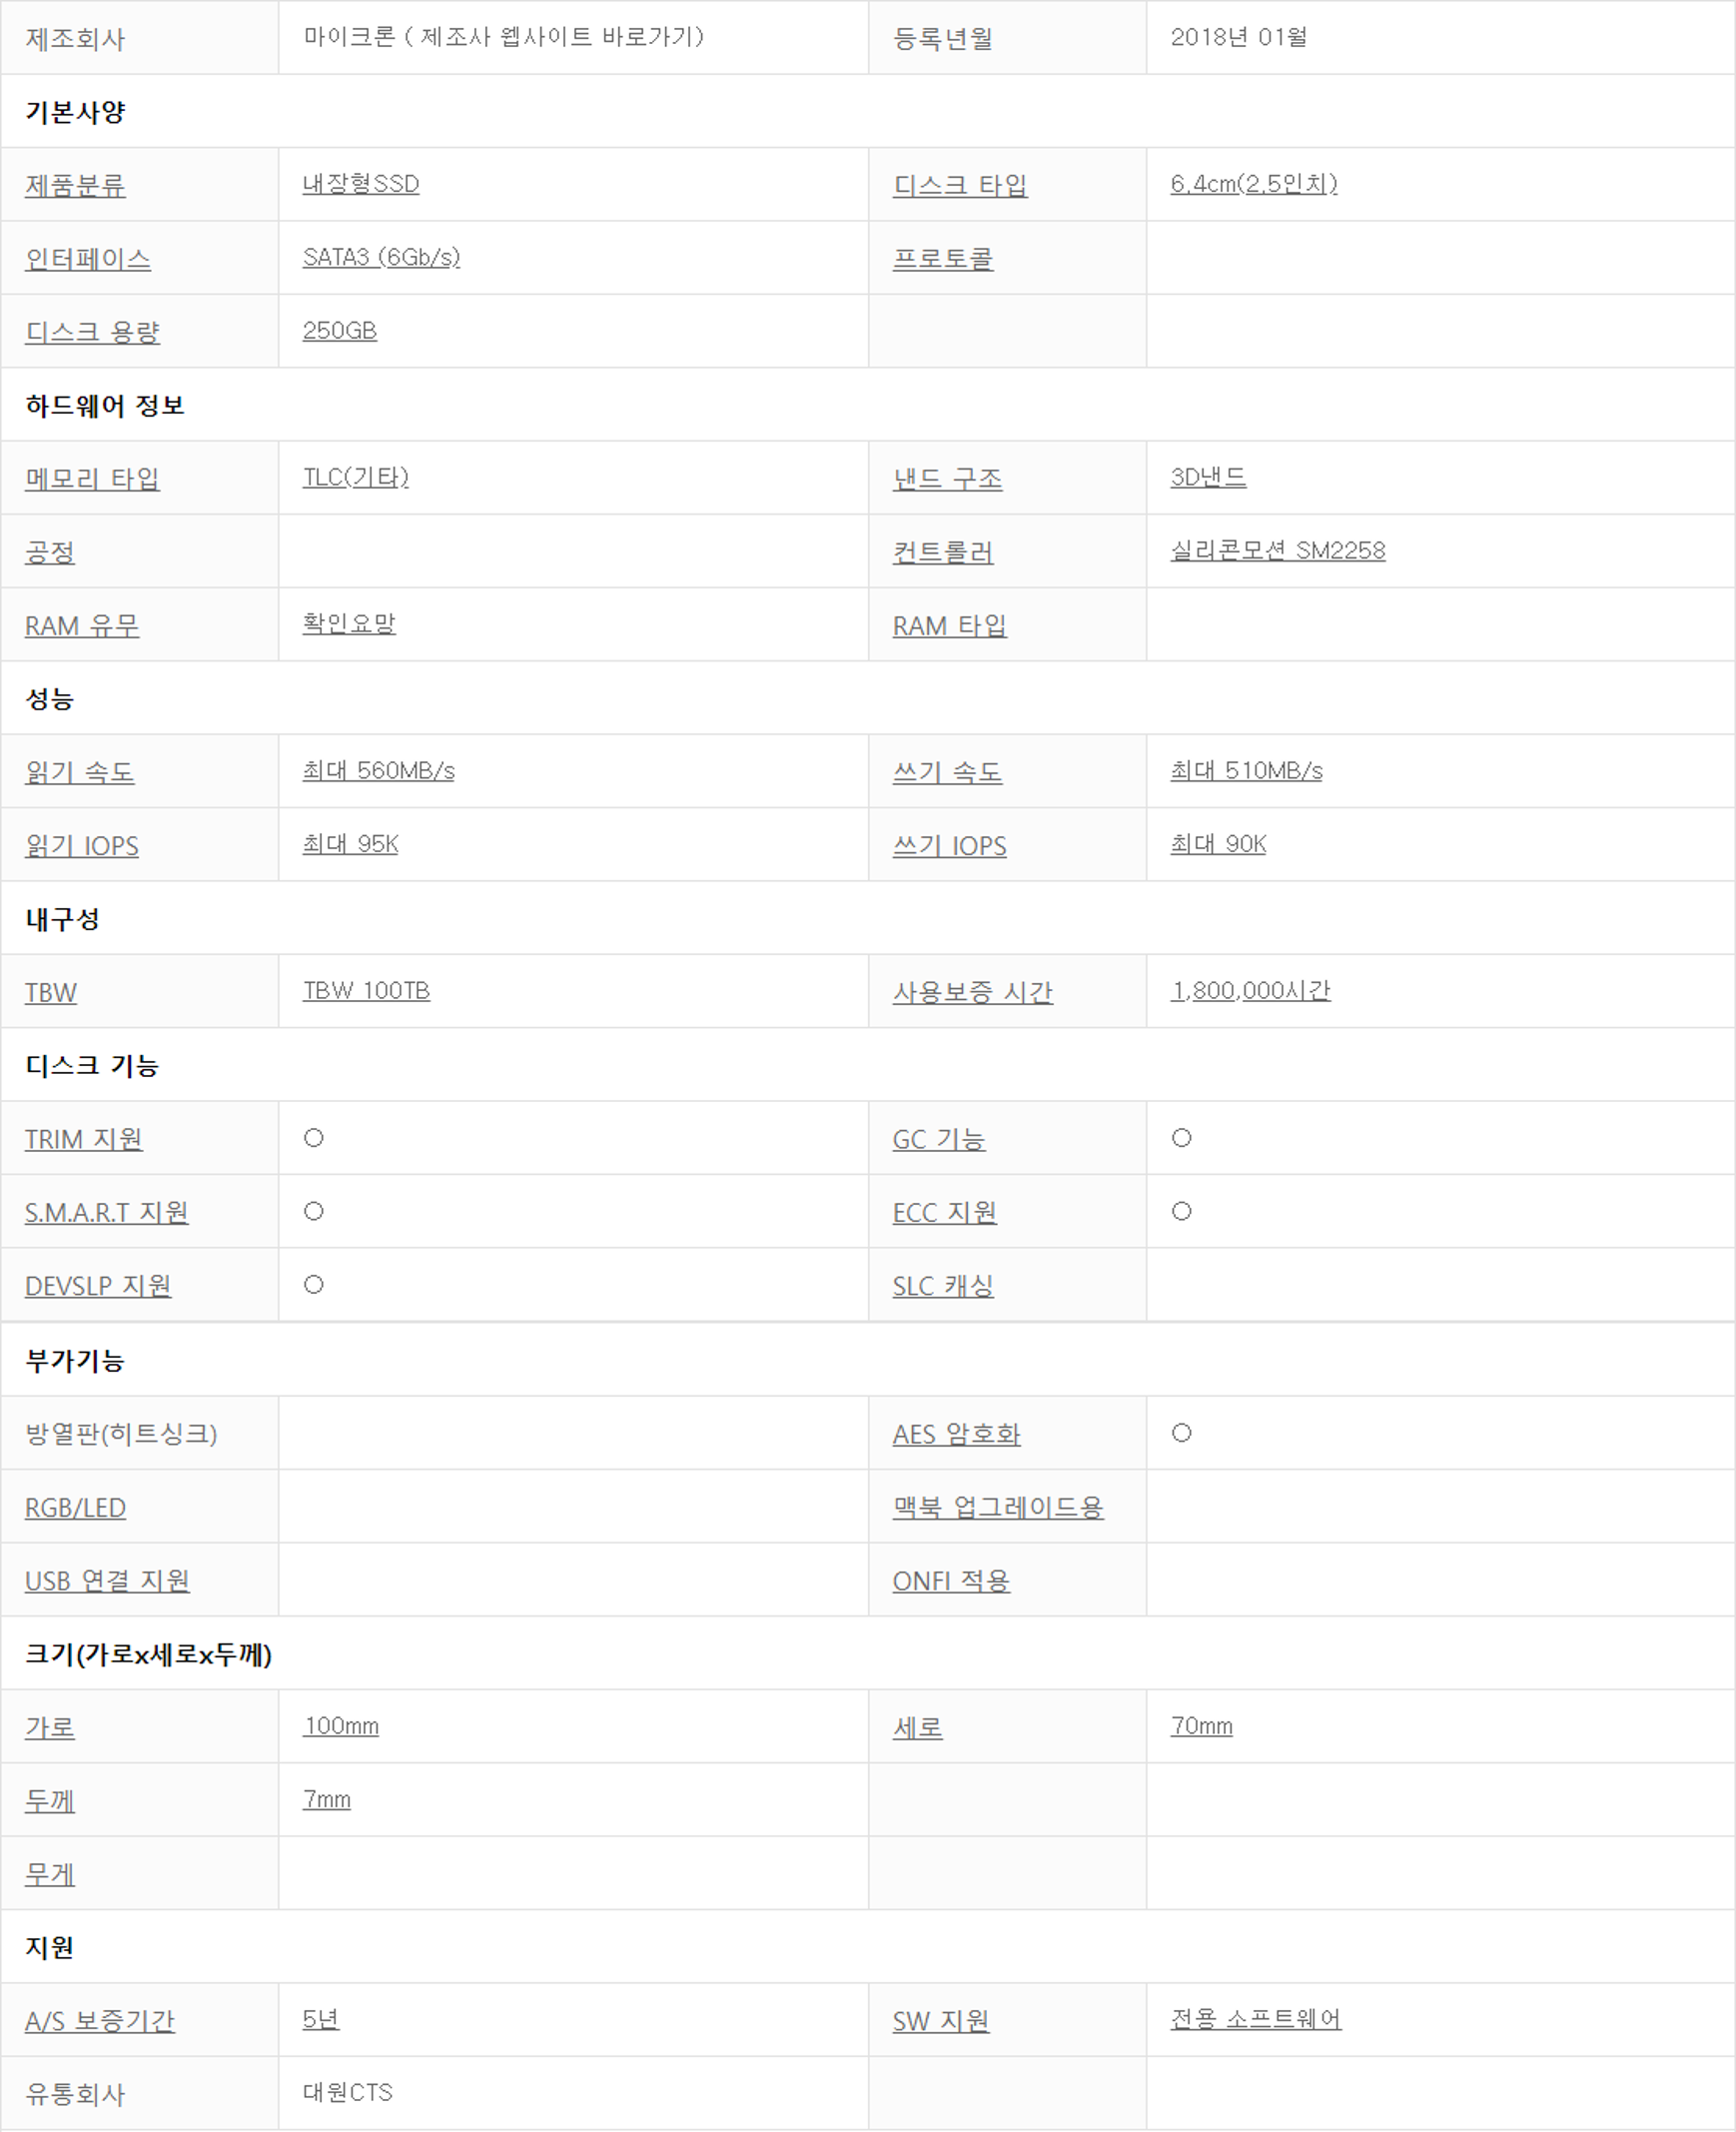 제조회사 마이크론 ( 제조사 웹사이트 바로가기) 등록년월 2018년 01월
기본사양
제품분류 내장형SSD 디스크 타입 6.4cm(2.5인치)
인터페이스 SATA3 (6Gb/s) 프로토콜
디스크 용량 250GB
하드웨어 정보
메모리 타입 TLC(기타) 낸드 구조 3D낸드
공정 컨트롤러 실리콘모션 SM2258
RAM 유무 확인요망 RAM 타입
성능
읽기 속도 최대 560MB/s 쓰기 속도 최대 510MB/s
읽기 IOPS 최대 95K 쓰기 IOPS 최대 90K
내구성
TBW TBW 100TB 사용보증 시간 1,800,000시간
디스크 기능
TRIM 지원 ○ GC 기능 ○
S.M.A.R.T 지원 ○ ECC 지원 ○
DEVSLP 지원 ○ SLC 캐싱
부가기능
방열판(히트싱크) AES 암호화 ○
RGB/LED 맥북 업그레이드용
USB 연결 지원 ONFI 적용
크기(가로x세로x두께)
가로 100mm 세로 70mm
두께 7mm
무게
지원
A/S 보증기간 5년 SW 지원 전용 소프트웨어
유통회사 대원CTS